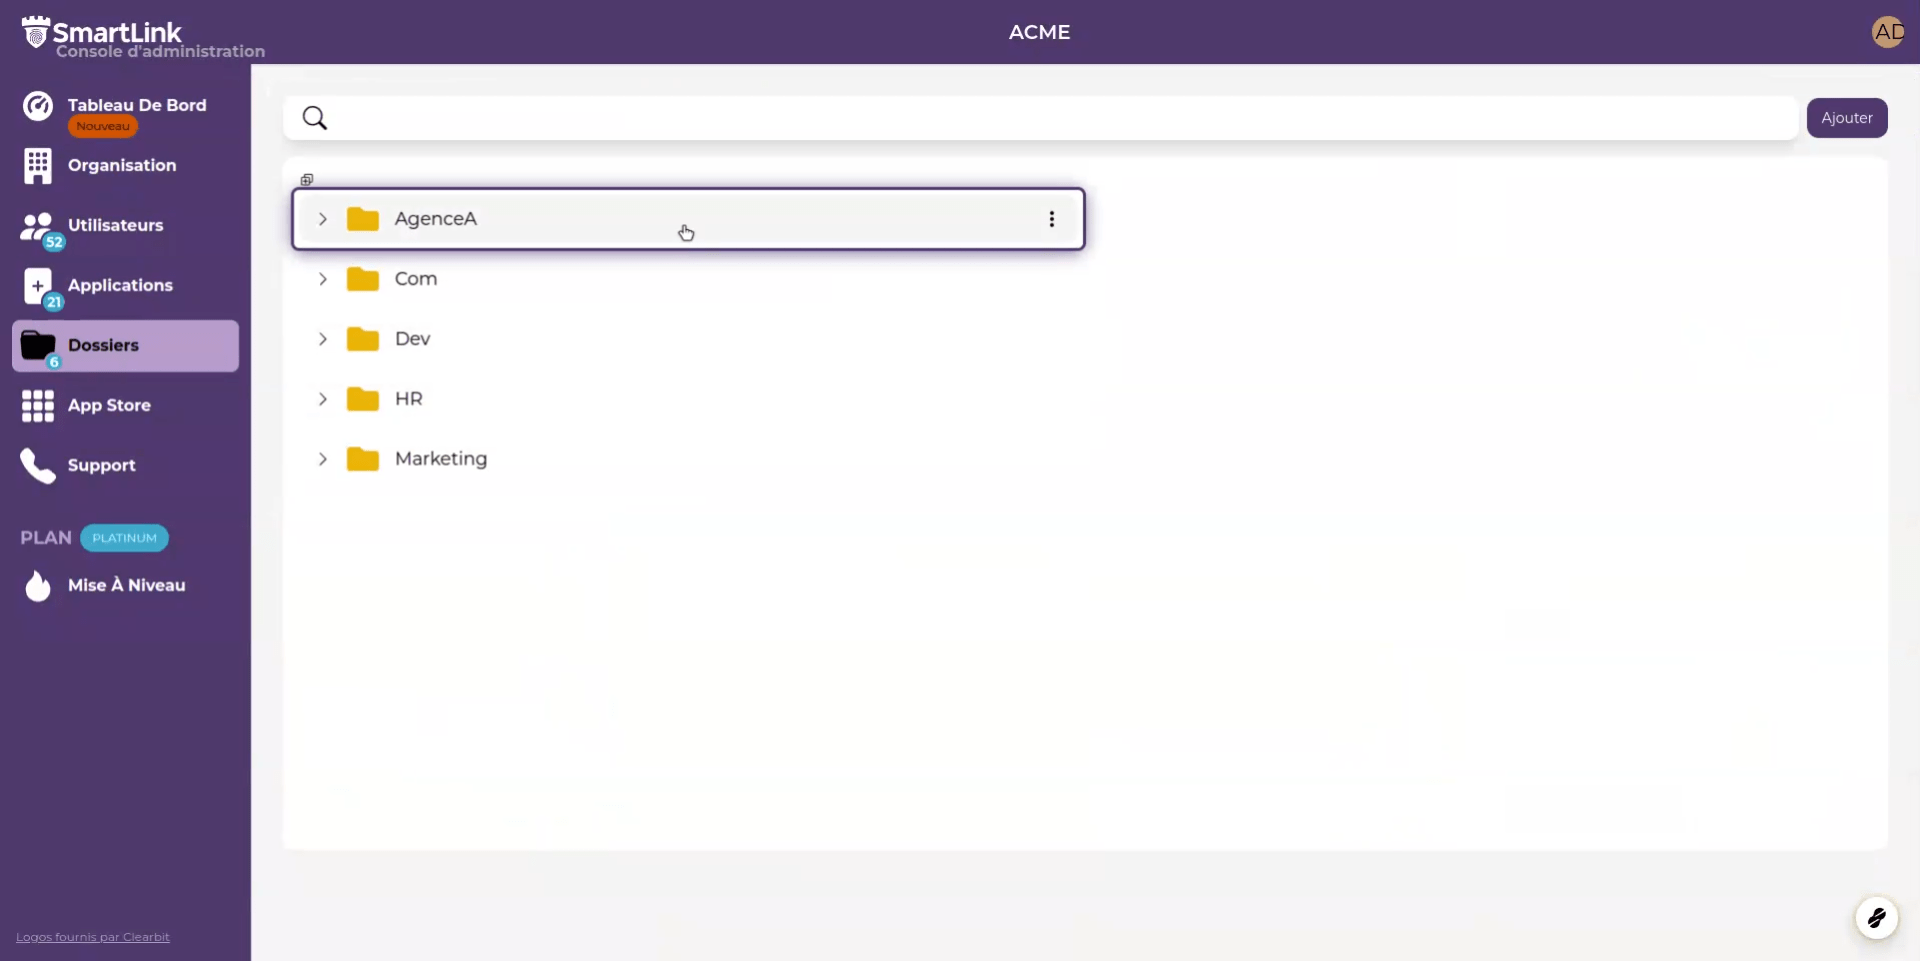 SmartLink
Console d'administration
ACME
AD
Tableau De Bord
Nouveau
Organisation
Utilisateurs
52
Applications
21
Dossiers
6
App Store
Support
PLAN PLATINUM
Mise À Niveau
Logos fournis par Clearbit
Ajouter
AgenceA
Com
Dev
HR
Marketing